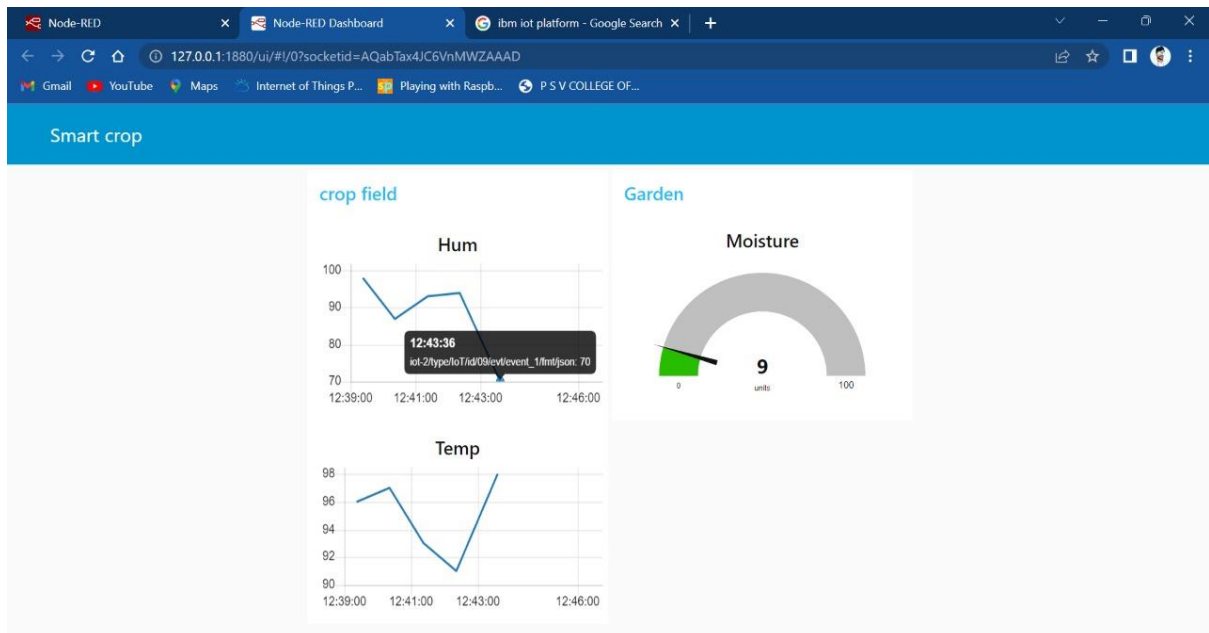 Node-RED
Node-RED Dashboard
ibm iot platform - Google Search
127.0.0.1:1880/ui/#!/0?socketid=AQabTax4JC6VnMWZAAAD
Gmail YouTube Maps Internet of Things P... Playing with Raspb... P S V COLLEGE OF...
Smart crop
crop field
Hum
100
90
80
70
12:43:36
iot-2/type/IoT/id/09/evt/event_1/fmt/json: 70
12:39:00 12:41:00 12:43:00 12:46:00
Temp
98
96
94
92
90
12:39:00 12:41:00 12:43:00 12:46:00
Garden
Moisture
9
0 units 100